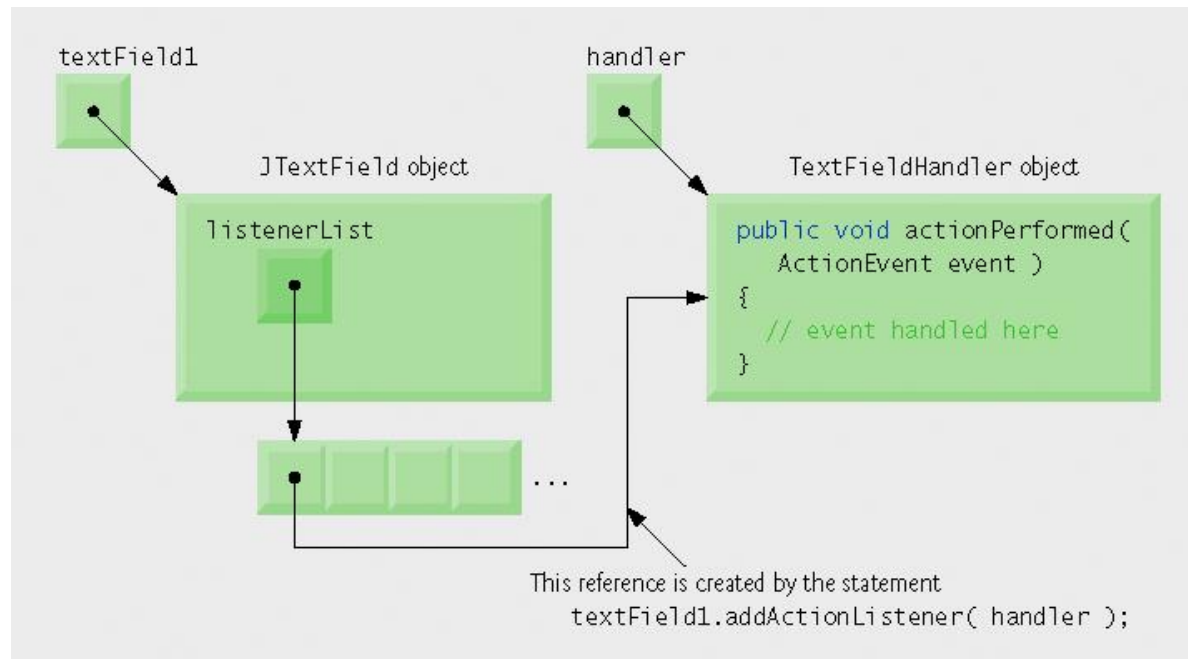 textField1
handler
JTextField object
TextFieldHandler object
listenerList
public void actionPerformed(
ActionEvent event )
{
// event handled here
}
...
This reference is created by the statement
textField1.addActionListener( handler );